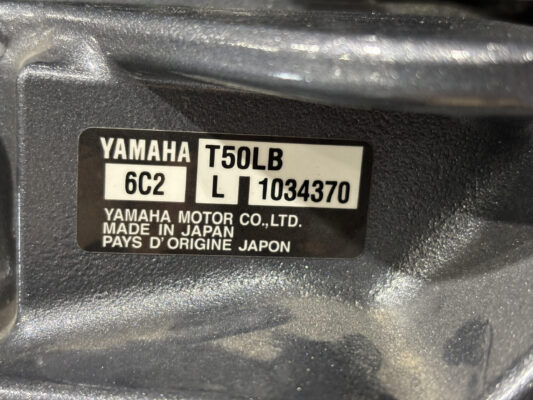 YAMAHA T50LB
6C2 L 1034370
YAMAHA MOTOR CO.,LTD.
MADE IN JAPAN
PAYS D'ORIGINE JAPON